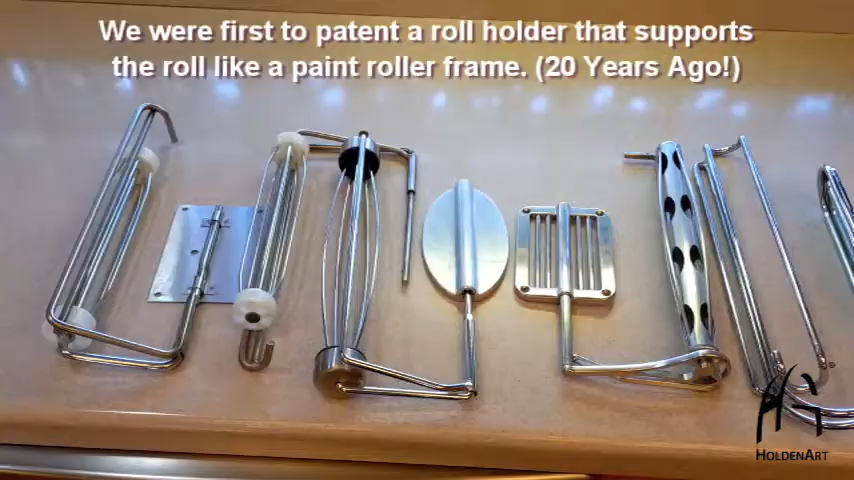 We were first to patent a roll holder that supports
the roll like a paint roller frame. (20 Years Ago!)
HOLDENART